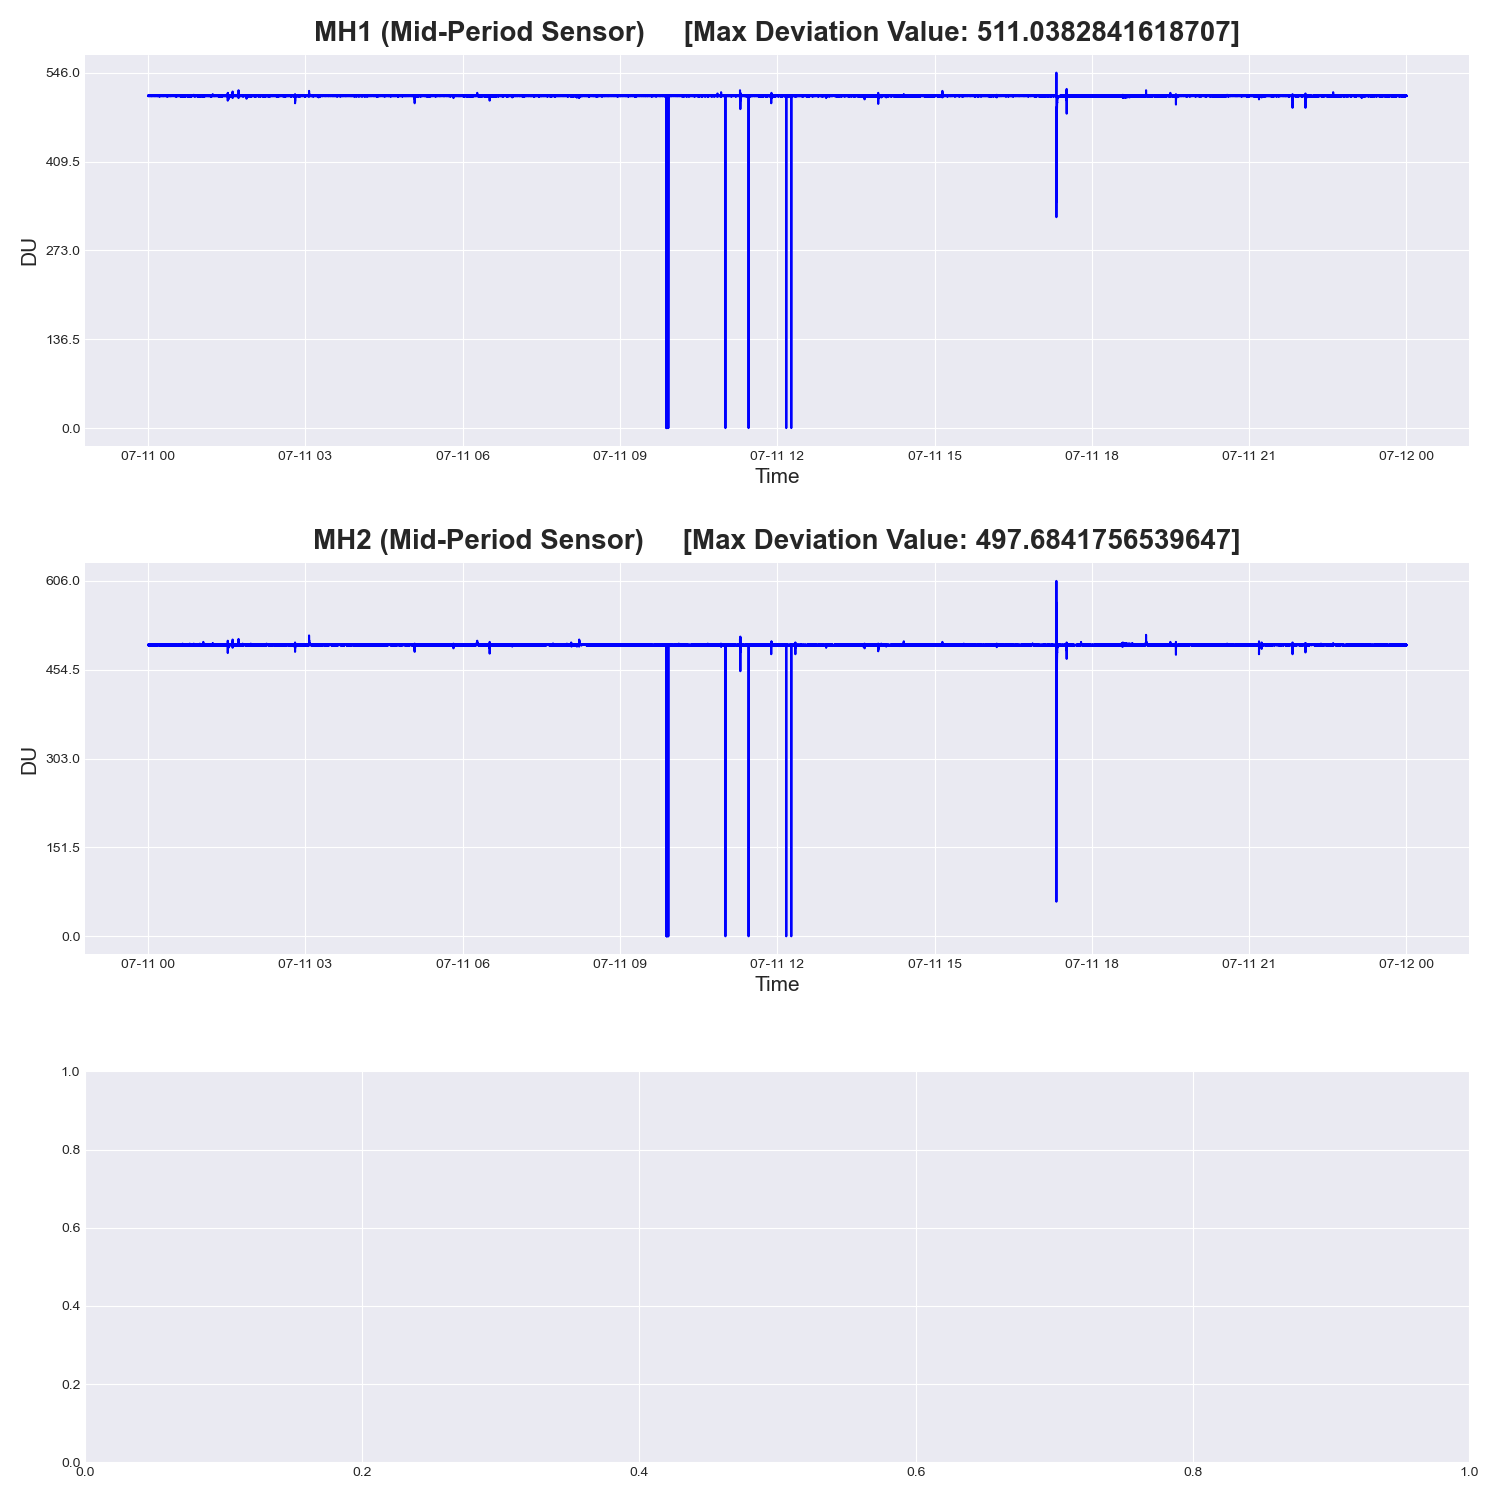 MH1 (Mid-Period Sensor) [Max Deviation Value: 511.0382841618707]
546.0
409.5
273.0
136.5
0.0
DU
07-11 00 07-11 03 07-11 06 07-11 09 07-11 12 07-11 15 07-11 18 07-11 21 07-12 00
Time
MH2 (Mid-Period Sensor) [Max Deviation Value: 497.6841756539647]
606.0
454.5
303.0
151.5
0.0
DU
07-11 00 07-11 03 07-11 06 07-11 09 07-11 12 07-11 15 07-11 18 07-11 21 07-12 00
Time
1.0
0.8
0.6
0.4
0.2
0.0
0.0 0.2 0.4 0.6 0.8 1.0